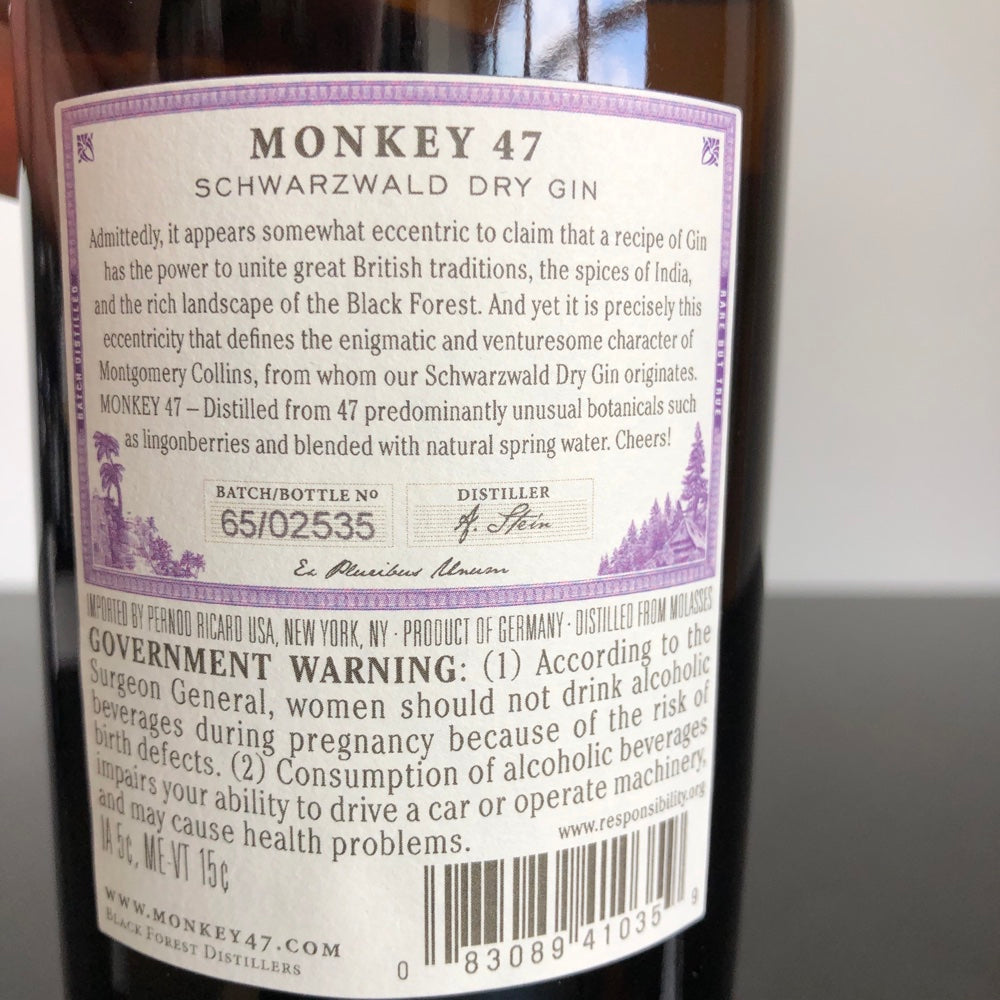 MONKEY 47
SCHWARZWALD DRY GIN
Admittedly, it appears somewhat eccentric to claim that a recipe of Gin
has the power to unite great British traditions, the spices of India,
and the rich landscape of the Black Forest. And yet it is precisely this
eccentricity that defines the enigmatic and venturesome character of
Montgomery Collins, from whom our Schwarzwald Dry Gin originates.
MONKEY 47 – Distilled from 47 predominantly unusual botanicals such
as lingonberries and blended with natural spring water. Cheers!
BATCH DISTILLED
RARE BUT TRUE
BATCH/BOTTLE Nº
65/02535
DISTILLER
A. Stein
Ex Pluribus Unum
IMPORTED BY PERNOD RICARD USA, NEW YORK, NY · PRODUCT OF GERMANY · DISTILLED FROM MOLASSES
GOVERNMENT WARNING: (1) According to the
Surgeon General, women should not drink alcoholic
beverages during pregnancy because of the risk of
birth defects. (2) Consumption of alcoholic beverages
impairs your ability to drive a car or operate machinery,
and may cause health problems.
www.responsibility.org
IA 5¢, ME-VT 15¢
WWW.MONKEY47.COM
BLACK FOREST DISTILLERS
0 83089 41035 9